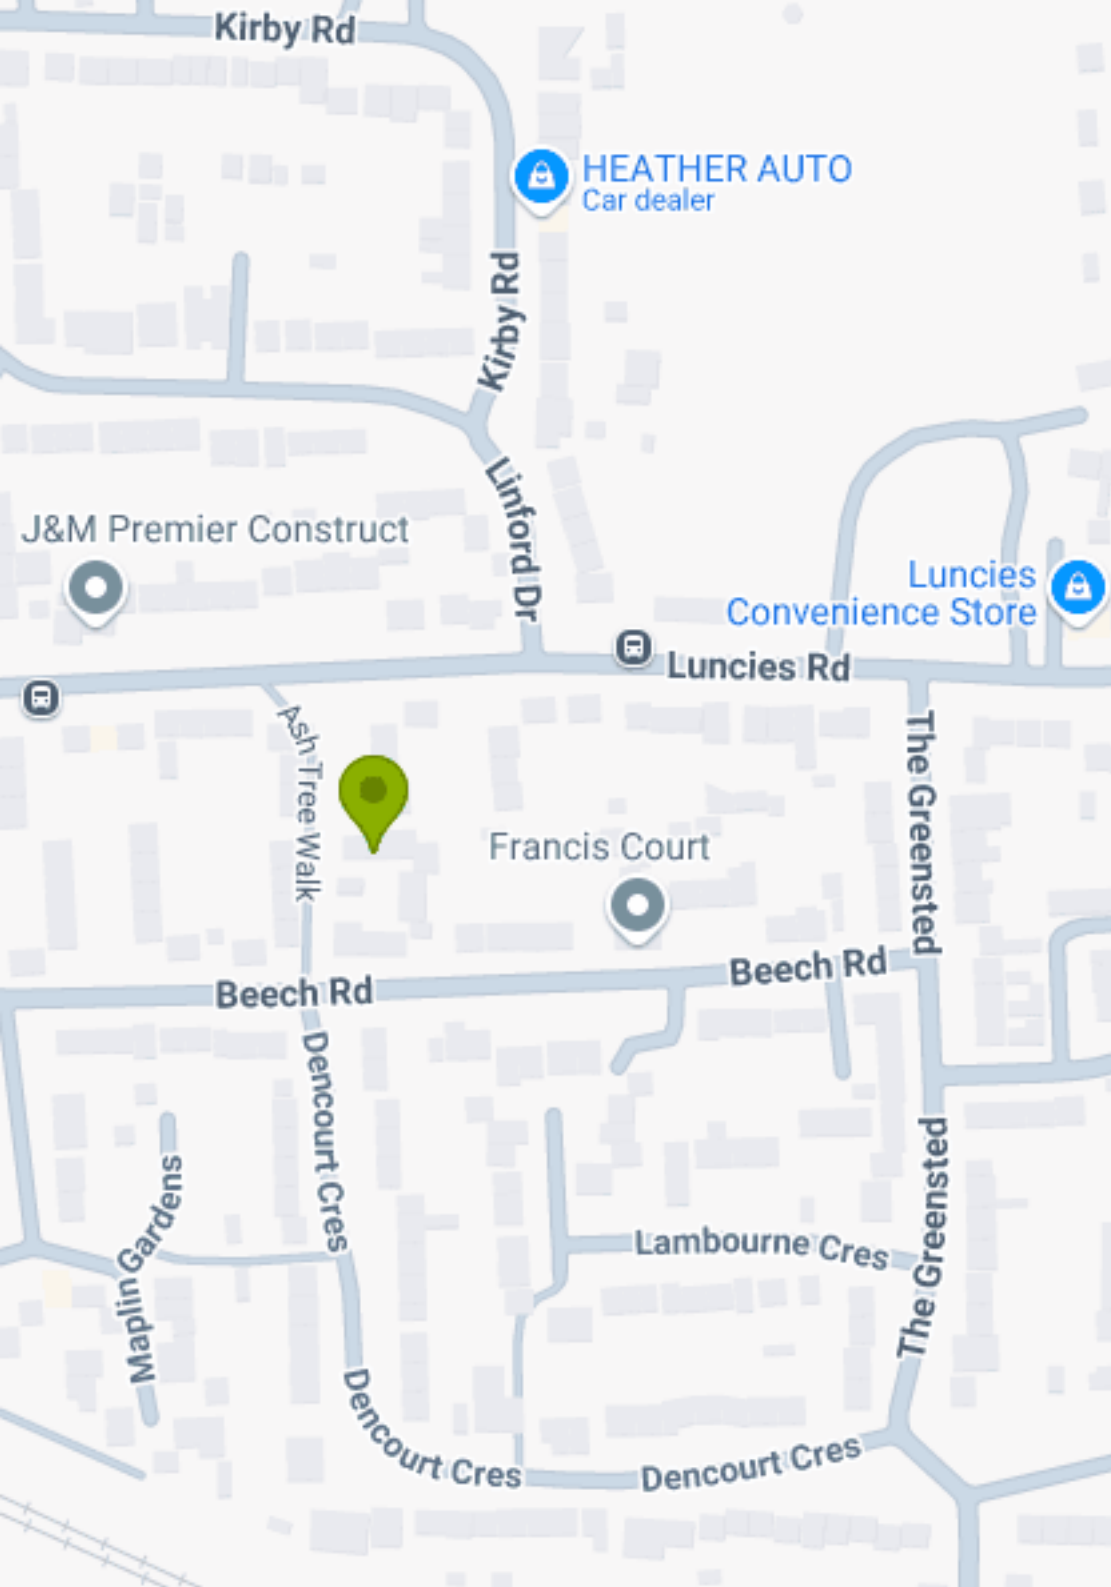 Kirby Rd
HEATHER AUTO
Car dealer
Kirby Rd
Linford Dr
J&M Premier Construct
Luncies
Convenience Store
Luncies Rd
Ash Tree Walk
The Greensted
Francis Court
Beech Rd
Beech Rd
Dencourt Cres
Maplin Gardens
Lambourne Cres
The Greensted
Dencourt Cres
Dencourt Cres